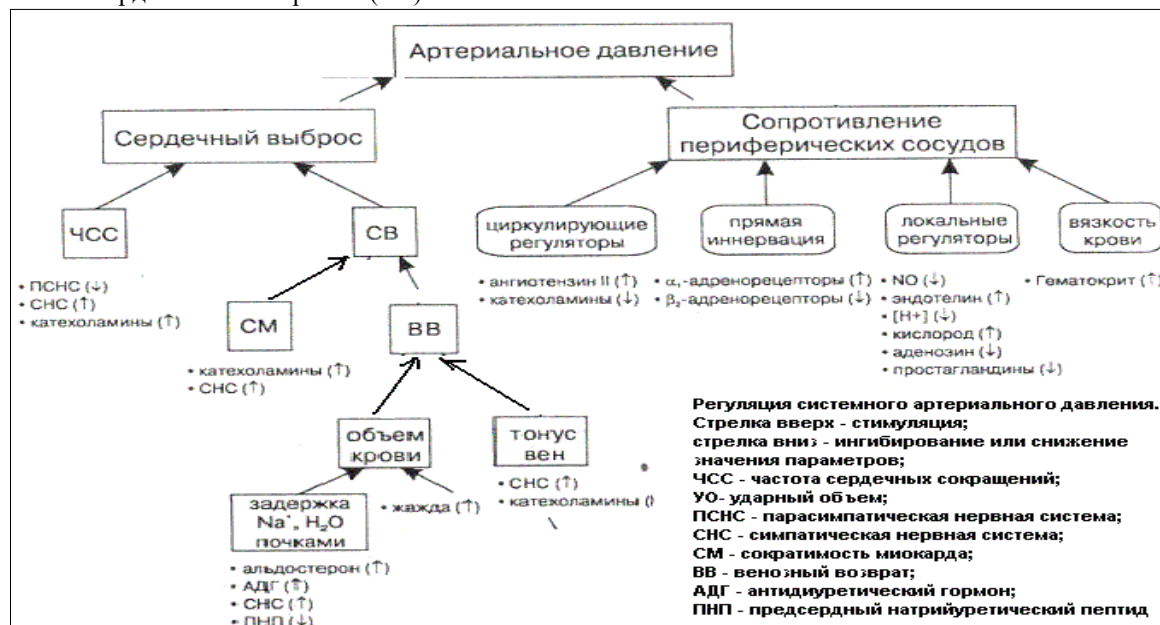 Артериальное давление
Сердечный выброс
Сопротивление
периферических сосудов
ЧСС
СВ
циркулирующие
регуляторы
прямая
иннервация
локальные
регуляторы
вязкость
крови
• ПСНС (↓)
• СНС (↑)
• катехоламины (↑)
• ангиотензин II (↑)
• катехоламины (↓)
• α₁-адренорецепторы (↑)
• β₂-адренорецепторы (↓)
• NO (↓)
• эндотелин (↑)
• [H+] (↓)
• кислород (↑)
• аденозин (↓)
• простагландины (↓)
• Гематокрит (↑)
СМ
ВВ
• катехоламины (↑)
• СНС (↑)
объем
крови
тонус
вен
• СНС (↑)
• катехоламины (
задержка
Na⁺, H₂O
почками
• жажда (↑)
• альдостерон (↑)
• АДГ (↑)
• СНС (↑)
• ПНП (↓)
Регуляция системного артериального давления.
Стрелка вверх - стимуляция;
стрелка вниз - ингибирование или снижение
значения параметров;
ЧСС - частота сердечных сокращений;
УО- ударный объем;
ПСНС - парасимпатическая нервная система;
СНС - симпатическая нервная система;
СМ - сократимость миокарда;
ВВ - венозный возврат;
АДГ - антидиуретический гормон;
ПНП - предсердный натрийуретический пептид